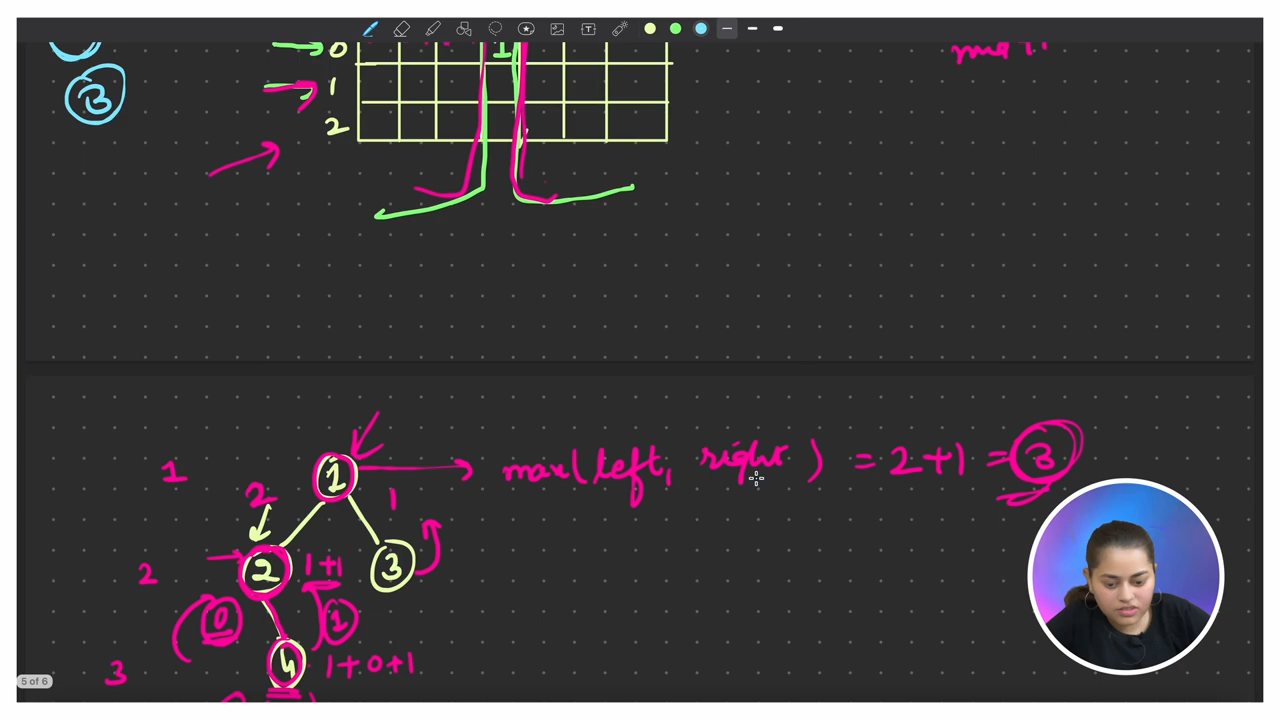 0 1
1
B
2
1 1 max(left, right) = 2+1 = 3
2 1
2 2 1+1 3
0 1
3 4 1+0+1
5 of 6